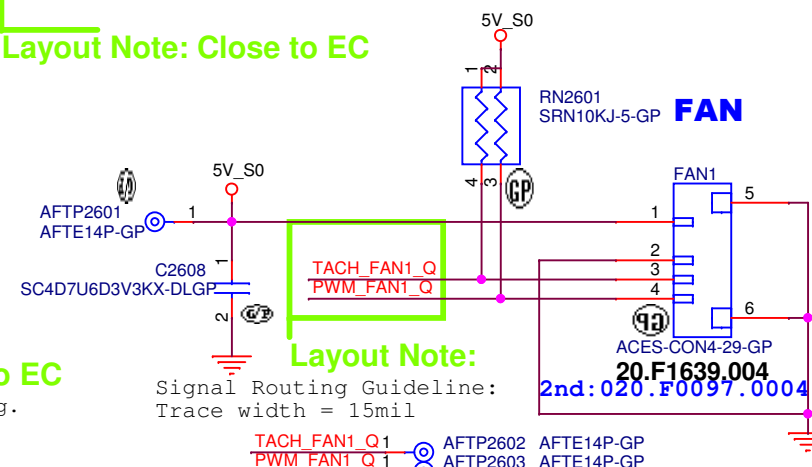 Layout Note: Close to EC
5V_S0
1
2
RN2601
SRN10KJ-5-GP
FAN
4
3
GP
5V_S0
G/P
AFTP2601
AFTE14P-GP
1
FAN1
1
2
3
4
5
6
TACH_FAN1_Q
PWM_FAN1_Q
1
C2608
SC4D7U6D3V3KX-DLGP
2
G/P
GP
ACES-CON4-29-GP
20.F1639.004
2nd:020.F0097.0004
Layout Note:
Signal Routing Guideline:
Trace width = 15mil
o EC
g.
TACH_FAN1_Q 1 AFTP2602 AFTE14P-GP
PWM_FAN1_Q 1 AFTP2603 AFTE14P-GP